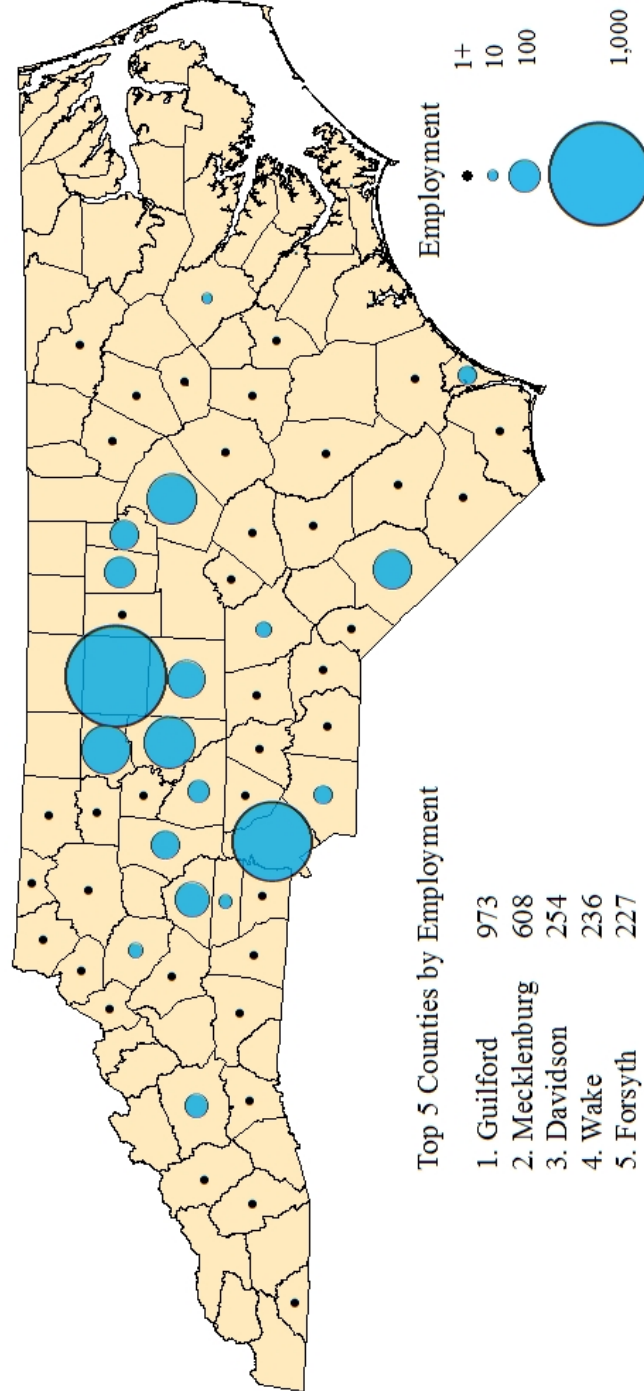 Top 5 Counties by Employment
1. Guilford 973
2. Mecklenburg 608
3. Davidson 254
4. Wake 236
5. Forsyth 227
Employment
1+
10
100
1,000